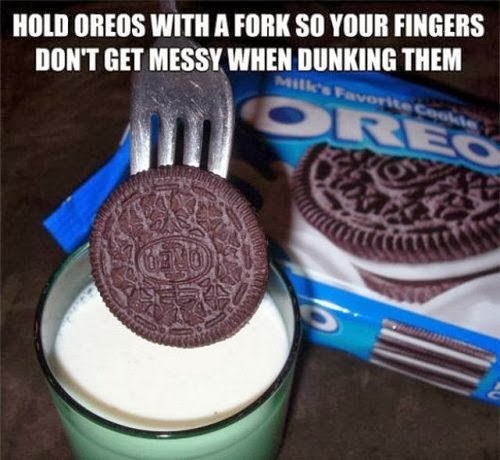 HOLD OREOS WITH A FORK SO YOUR FINGERS
DON'T GET MESSY WHEN DUNKING THEM
Milk's Favorite Cookie
OREO
OREO